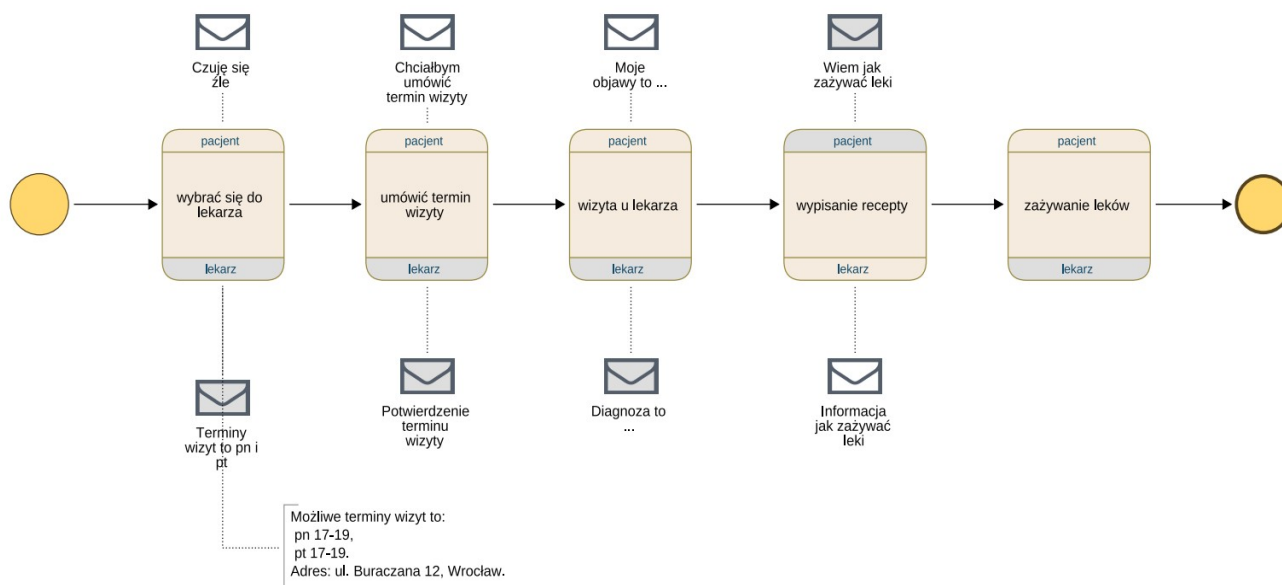 Czuję się
źle
Chciałbym
umówić
termin wizyty
Moje
objawy to ...
Wiem jak
zażywać leki
pacjent
pacjent
pacjent
pacjent
pacjent
wybrać się do
lekarza
umówić termin
wizyty
wizyta u lekarza
wypisanie recepty
zażywanie leków
lekarz
lekarz
lekarz
lekarz
lekarz
Terminy
wizyt to pn i
pt
Potwierdzenie
terminu
wizyty
Diagnoza to
...
Informacja
jak zażywać
leki
Możliwe terminy wizyt to:
pn 17-19,
pt 17-19.
Adres: ul. Buraczana 12, Wrocław.